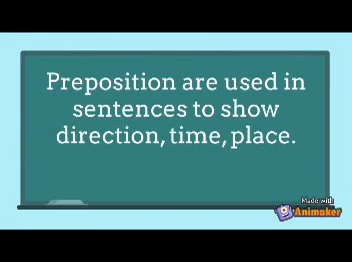 Preposition are used in
sentences to show
direction, time, place.
Made with
Animaker